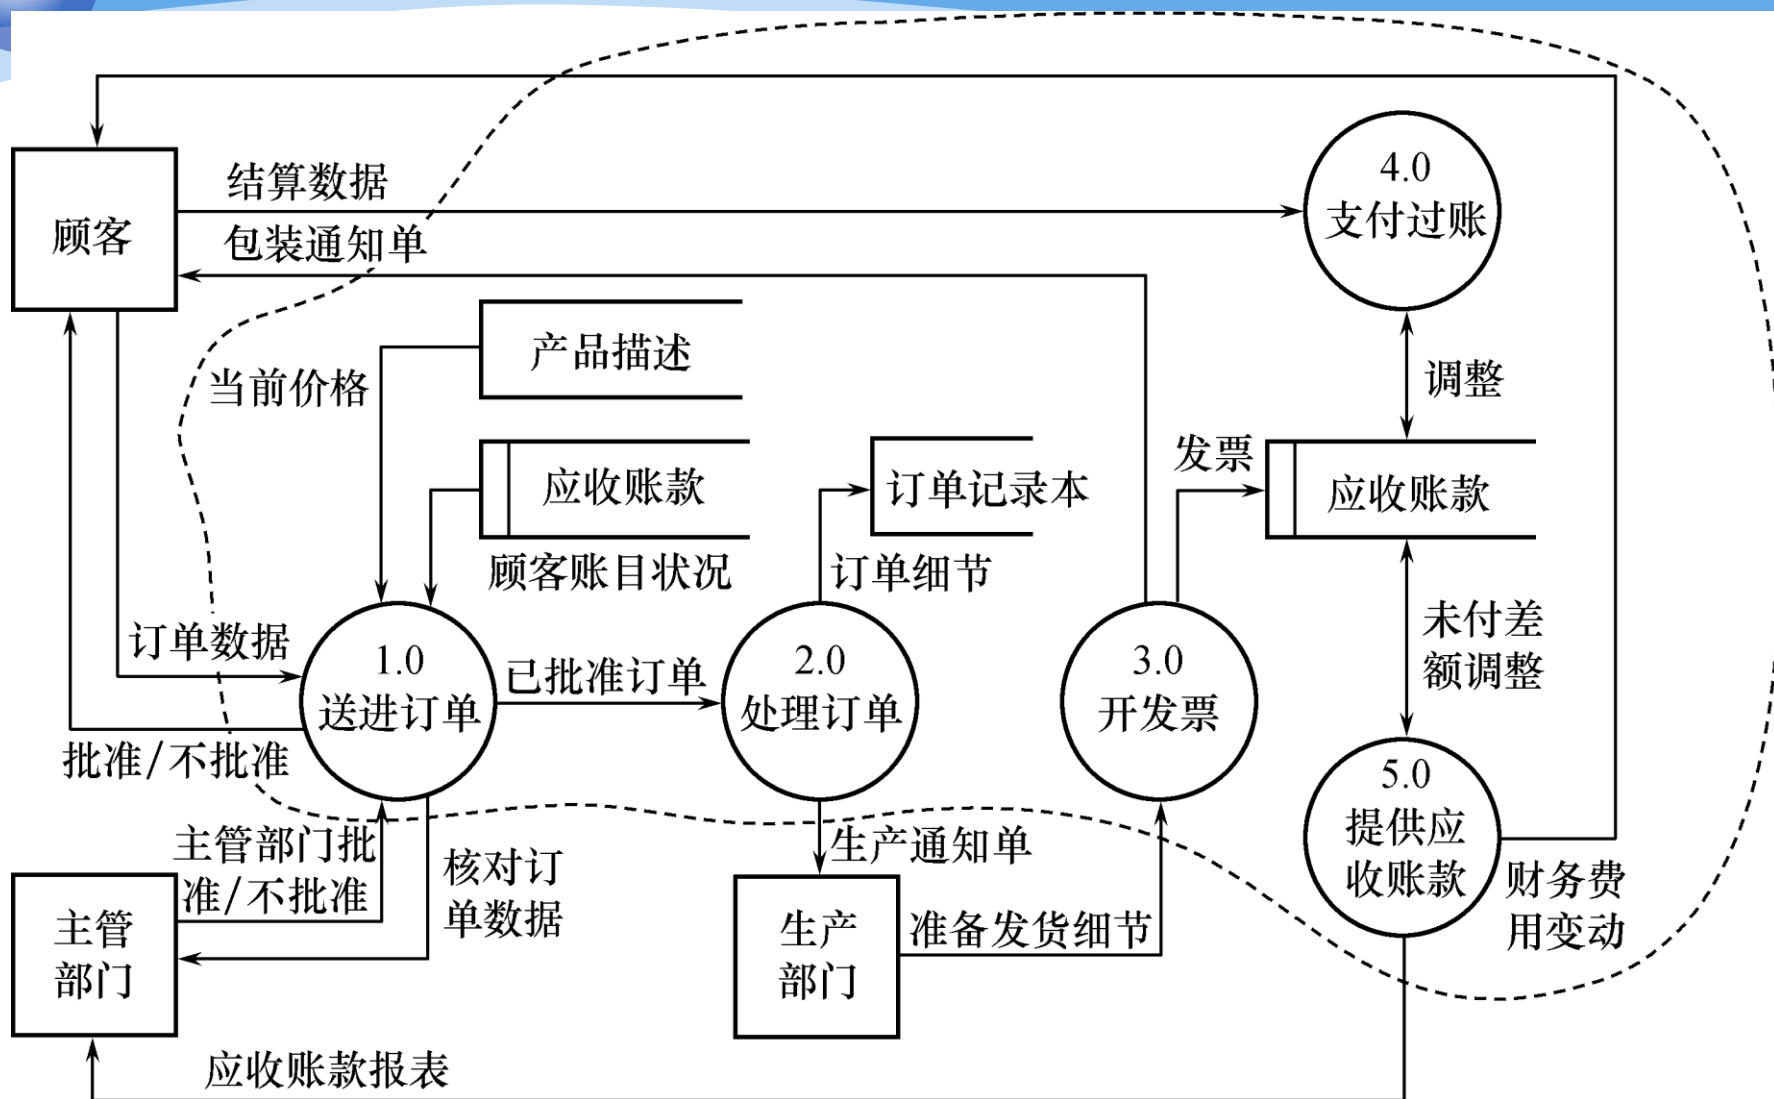 结算数据
4.0
支付过账
顾客
包装通知单
产品描述
当前价格
调整
发票
应收账款
订单记录本
应收账款
顾客账目状况
订单细节
未付差
额调整
订单数据
1.0
送进订单
已批准订单
2.0
处理订单
3.0
开发票
批准/不批准
5.0
提供应
收账款
主管部门批
准/不批准
核对订
单数据
生产通知单
财务费
用变动
主管
部门
生产
部门
准备发货细节
应收账款报表